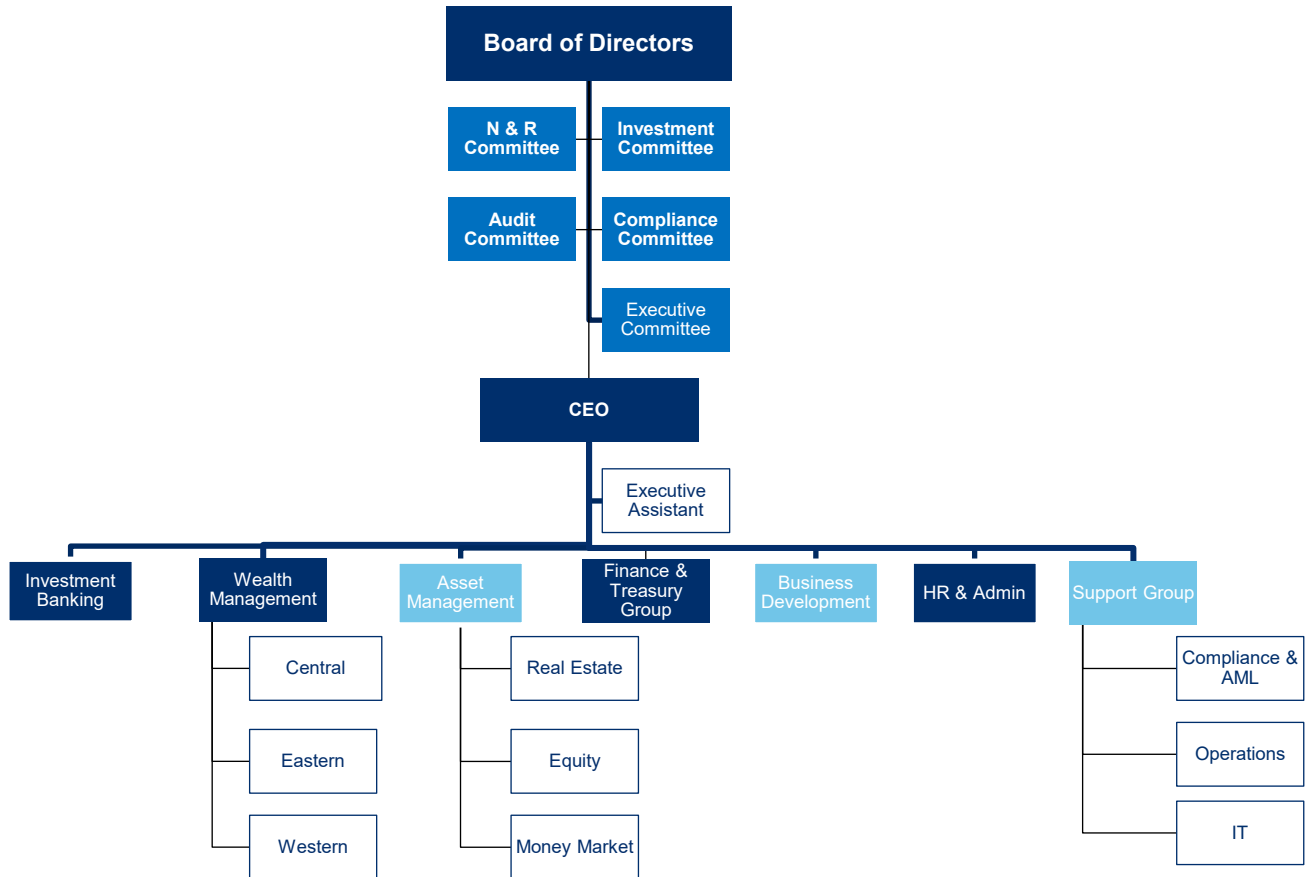 Board of Directors
N & R
Committee
Investment
Committee
Audit
Committee
Compliance
Committee
Executive
Committee
CEO
Executive
Assistant
Investment
Banking
Wealth
Management
Asset
Management
Finance &
Treasury
Group
Business
Development
HR & Admin
Support Group
Central
Real Estate
Compliance &
AML
Eastern
Equity
Operations
Western
Money Market
IT